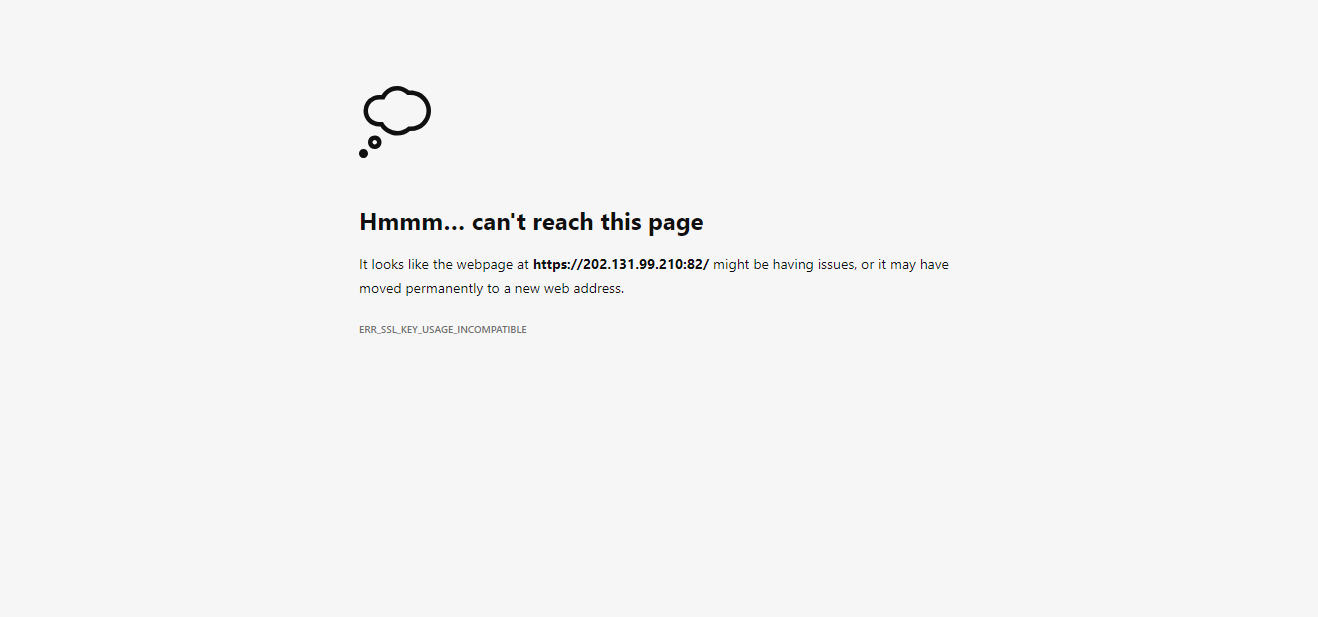 Hmmm... can't reach this page
It looks like the webpage at https://202.131.99.210:82/ might be having issues, or it may have
moved permanently to a new web address.
ERR_SSL_KEY_USAGE_INCOMPATIBLE